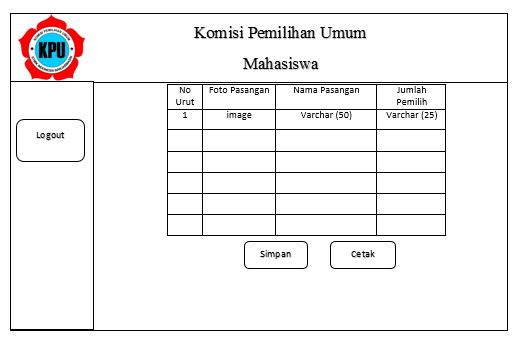 KPU
Komisi Pemilihan Umum
Mahasiswa
Logout
No Urut
Foto Pasangan
Nama Pasangan
Jumlah Pemilih
1
image
Varchar (50)
Varchar (25)
Simpan
Cetak